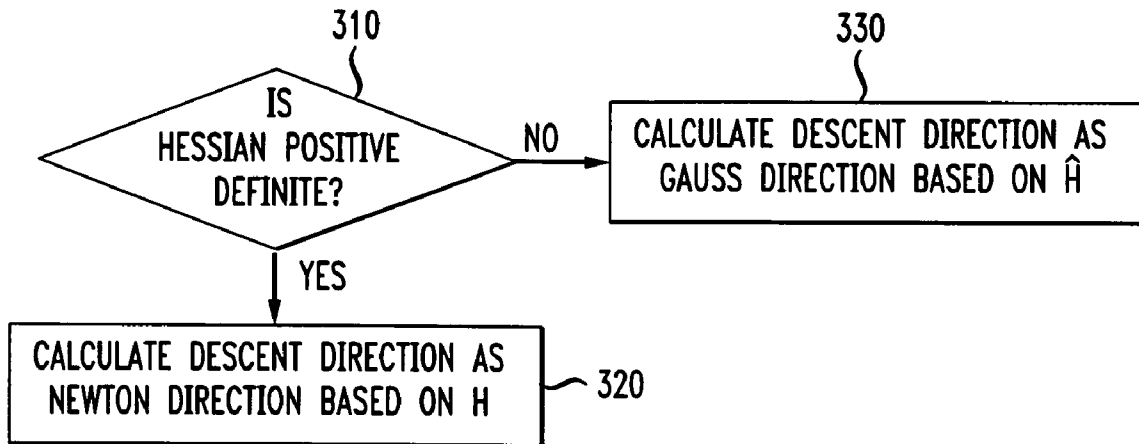 310
IS
HESSIAN POSITIVE
DEFINITE?
NO
330
CALCULATE DESCENT DIRECTION AS
GAUSS DIRECTION BASED ON Ĥ
YES
CALCULATE DESCENT DIRECTION AS
NEWTON DIRECTION BASED ON H
320